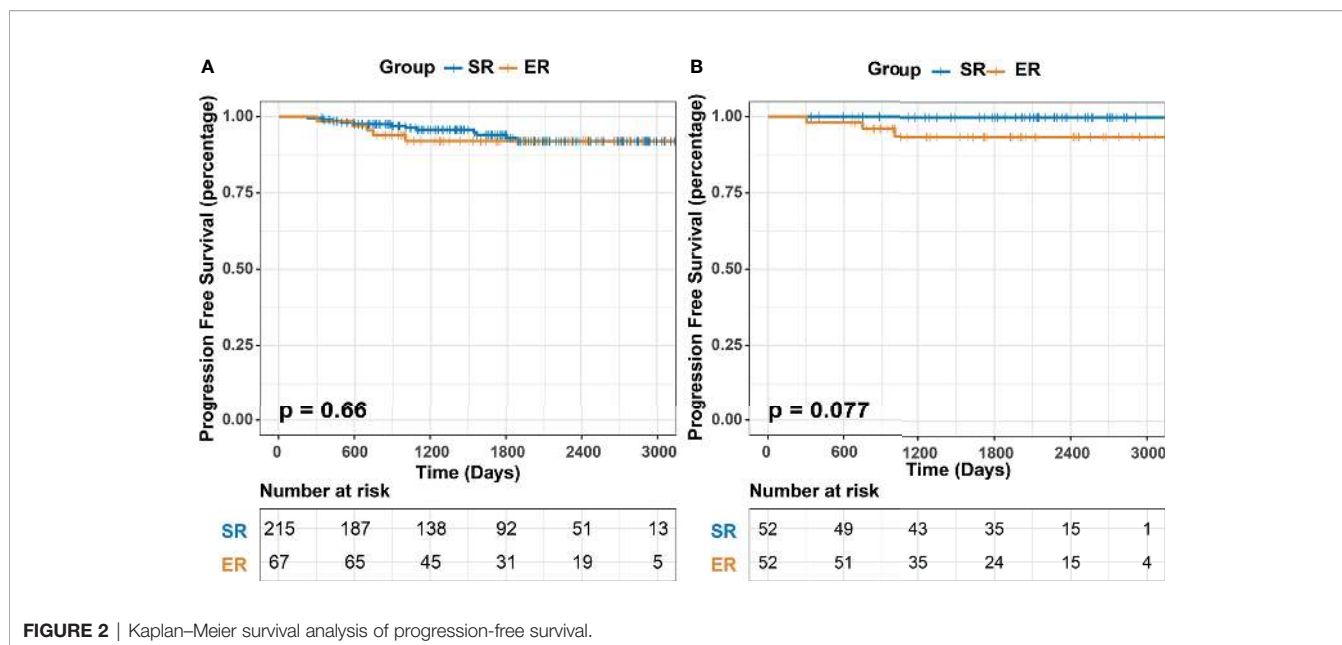 A
Group SR ER
Progression Free Survival (percentage)
1.00
0.75
0.50
0.25
0.00
p = 0.66
0 600 1200 1800 2400 3000
Time (Days)
Number at risk
SR 215 187 138 92 51 13
ER 67 65 45 31 19 5
B
Group SR ER
Progression Free Survival (percentage)
1.00
0.75
0.50
0.25
0.00
p = 0.077
0 600 1200 1800 2400 3000
Time (Days)
Number at risk
SR 52 49 43 35 15 1
ER 52 51 35 24 15 4
FIGURE 2 | Kaplan–Meier survival analysis of progression-free survival.